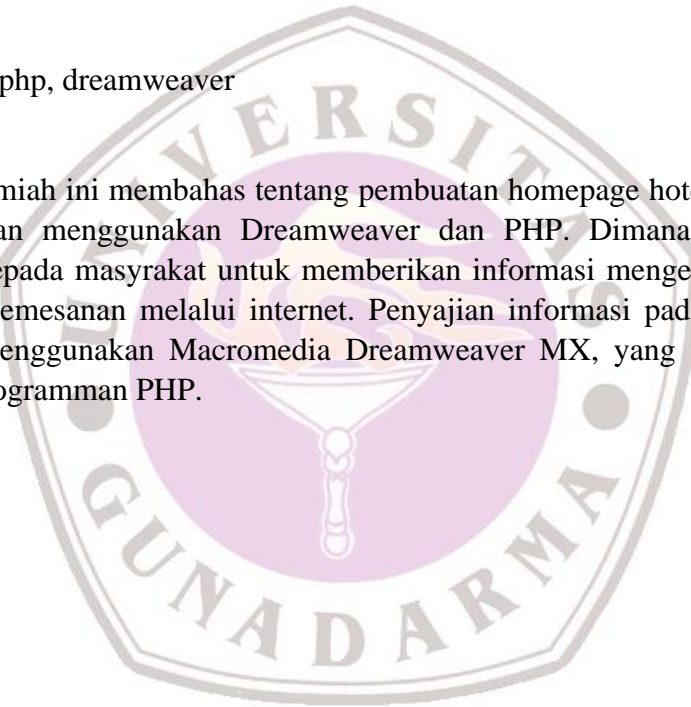 php, dreamweaver
miah ini membahas tentang pembuatan homepage hot
an menggunakan Dreamweaver dan PHP. Dimana
epada masyrakat untuk memberikan informasi menge
emesanan melalui internet. Penyajian informasi pad
enggunakan Macromedia Dreamweaver MX, yang
ogramman PHP.
UNIVERSITAS
GUNADARMA